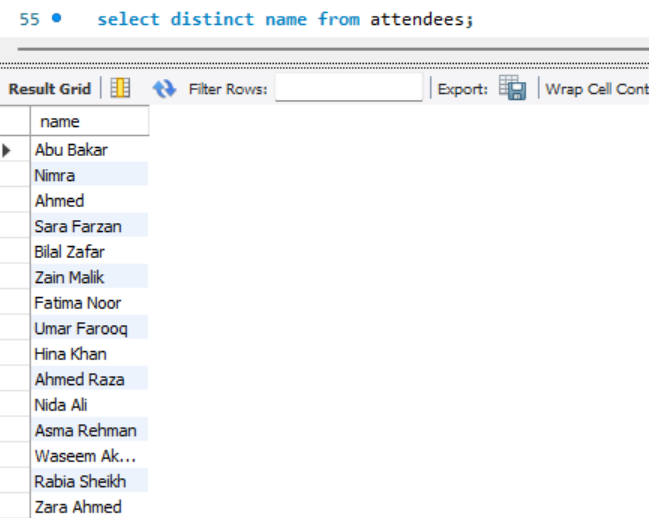 55 select distinct name from attendees;
Result Grid Filter Rows: Export: Wrap Cell Cont
name
Abu Bakar
Nimra
Ahmed
Sara Farzan
Bilal Zafar
Zain Malik
Fatima Noor
Umar Farooq
Hina Khan
Ahmed Raza
Nida Ali
Asma Rehman
Waseem Ak...
Rabia Sheikh
Zara Ahmed